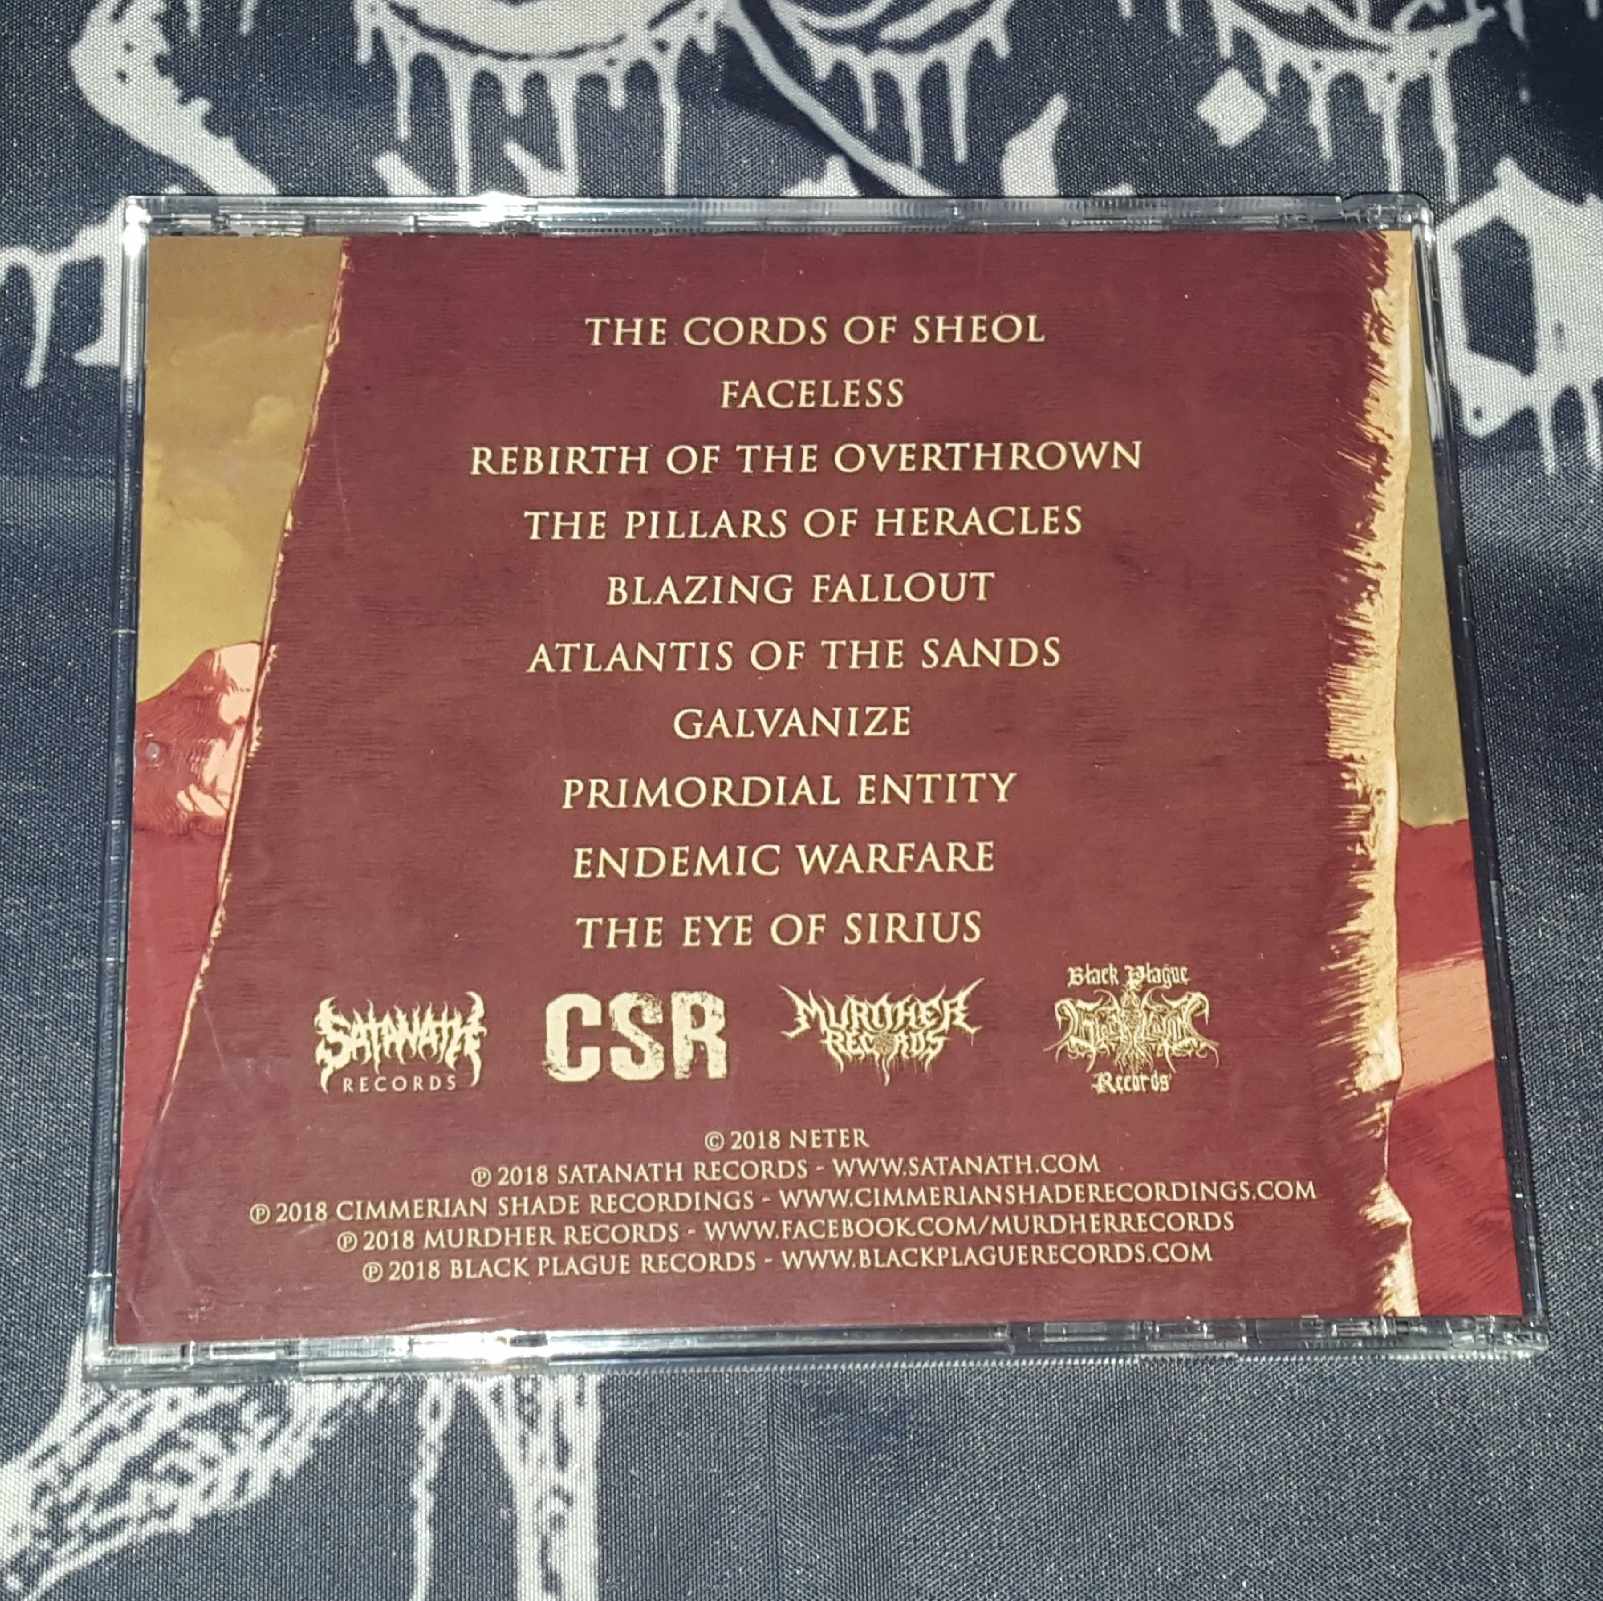 THE CORDS OF SHEOL
FACELESS
REBIRTH OF THE OVERTHROWN
THE PILLARS OF HERACLES
BLAZING FALLOUT
ATLANTIS OF THE SANDS
GALVANIZE
PRIMORDIAL ENTITY
ENDEMIC WARFARE
THE EYE OF SIRIUS
SATANATH
RECORDS
CSR
MURDHER
RECORDS
Black Plague
Records
© 2018 NETER
℗ 2018 SATANATH RECORDS - WWW.SATANATH.COM
℗ 2018 CIMMERIAN SHADE RECORDINGS - WWW.CIMMERIANSHADERECORDINGS.COM
℗ 2018 MURDHER RECORDS - WWW.FACEBOOK.COM/MURDHERRECORDS
℗ 2018 BLACK PLAGUE RECORDS - WWW.BLACKPLAGUERECORDS.COM